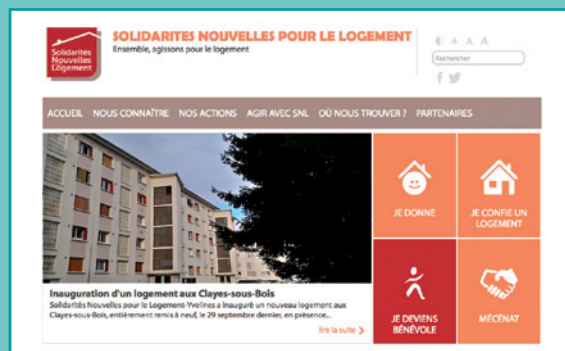 Solidarités
Nouvelles
Logement
SOLIDARITES NOUVELLES POUR LE LOGEMENT
Ensemble, agissons pour le logement
A A A
Rechercher
ACCUEIL NOUS CONNAÎTRE NOS ACTIONS AGIR AVEC SNL OÙ NOUS TROUVER ? PARTENAIRES
JE DONNE
JE CONFIE UN
LOGEMENT
Inauguration d'un logement aux Clayes-sous-Bois
Solidarités Nouvelles pour le Logement-Yvelines a inauguré un nouveau logement aux
Clayes-sous-Bois, entièrement remis à neuf, le 29 septembre dernier, en présence...
lire la suite
JE DEVIENS
BÉNÉVOLE
MÉCÉNAT